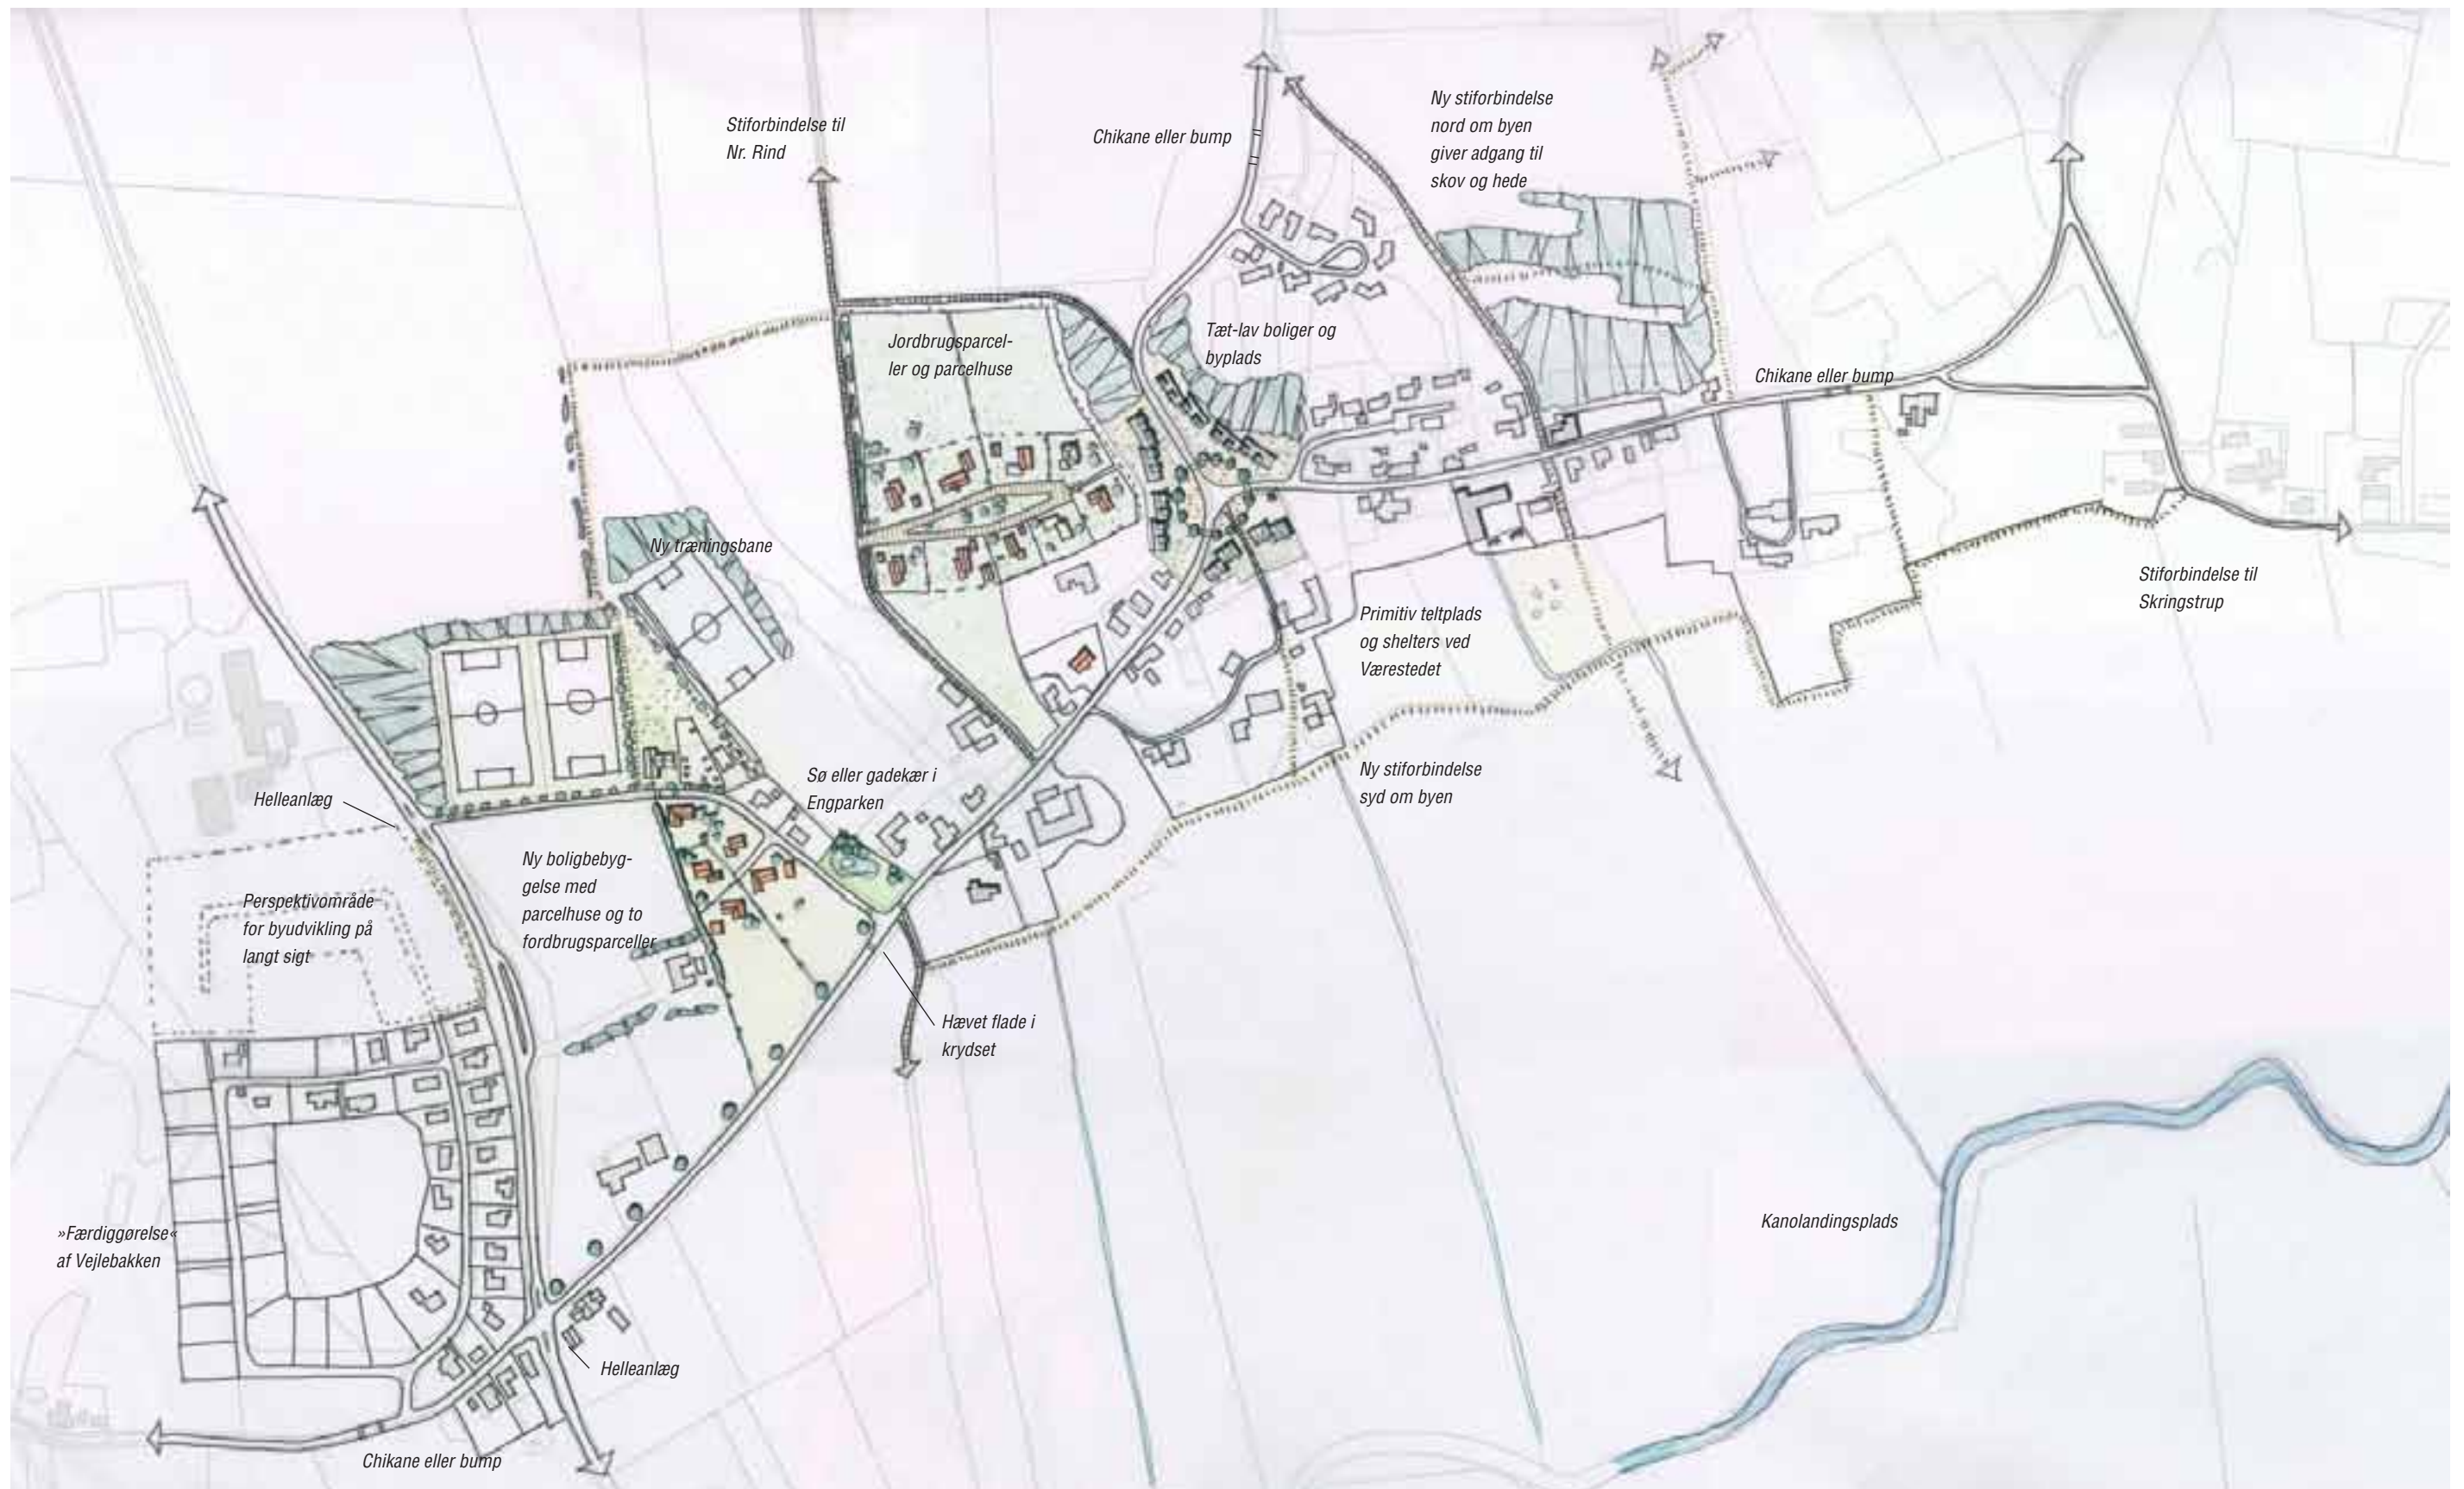 Stiforbindelse til
Nr. Rind
Chikane eller bump
Ny stiforbindelse
nord om byen
giver adgang til
skov og hede
Jordbrugsparcel-
ler og parcelhuse
Tæt-lav boliger og
byplads
Chikane eller bump
Ny træningsbane
Stiforbindelse til
Skringstrup
Primitiv teltplads
og shelters ved
Værestedet
Sø eller gadekær i
Engparken
Ny stiforbindelse
syd om byen
Helleanlæg
Ny boligbebyg-
gelse med
parcelhuse og to
fordbrugsparceller
Perspektivområde
for byudvikling på
langt sigt
Hævet flade i
krydset
Kanolandingsplads
»Færdiggørelse«
af Vejlebakken
Helleanlæg
Chikane eller bump